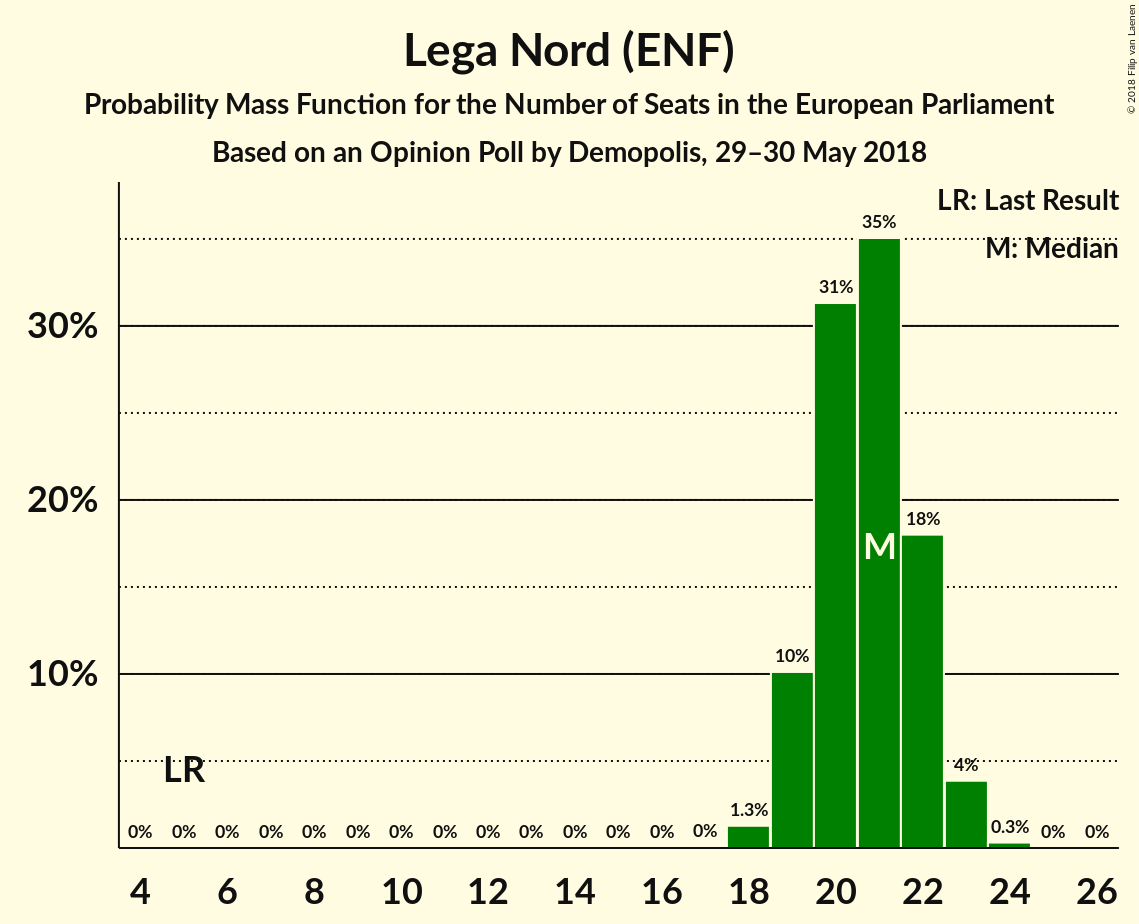 Lega Nord (ENF)
Probability Mass Function for the Number of Seats in the European Parliament
Based on an Opinion Poll by Demopolis, 29–30 May 2018
© 2018 Filip van Laenen
LR: Last Result
M: Median
35%
31%
30%
20%
18%
M
10%
10%
LR
4%
1.3%
0.3%
0% 0% 0% 0% 0% 0% 0% 0% 0% 0% 0% 0% 0% 0% 0% 0%
4 6 8 10 12 14 16 18 20 22 24 26